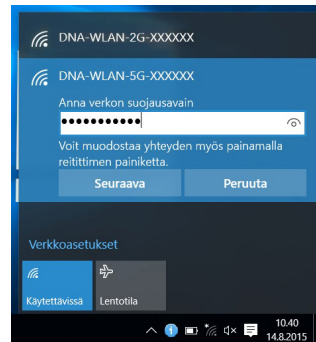 DNA-WLAN-2G-XXXXXX
DNA-WLAN-5G-XXXXXX
Anna verkon suojausavain
•••••••••••
Voit muodostaa yhteyden myös painamalla
reitittimen painiketta.
Seuraava Peruuta
Verkkoasetukset
Käytettävissä Lentotila
10.40
14.8.2015